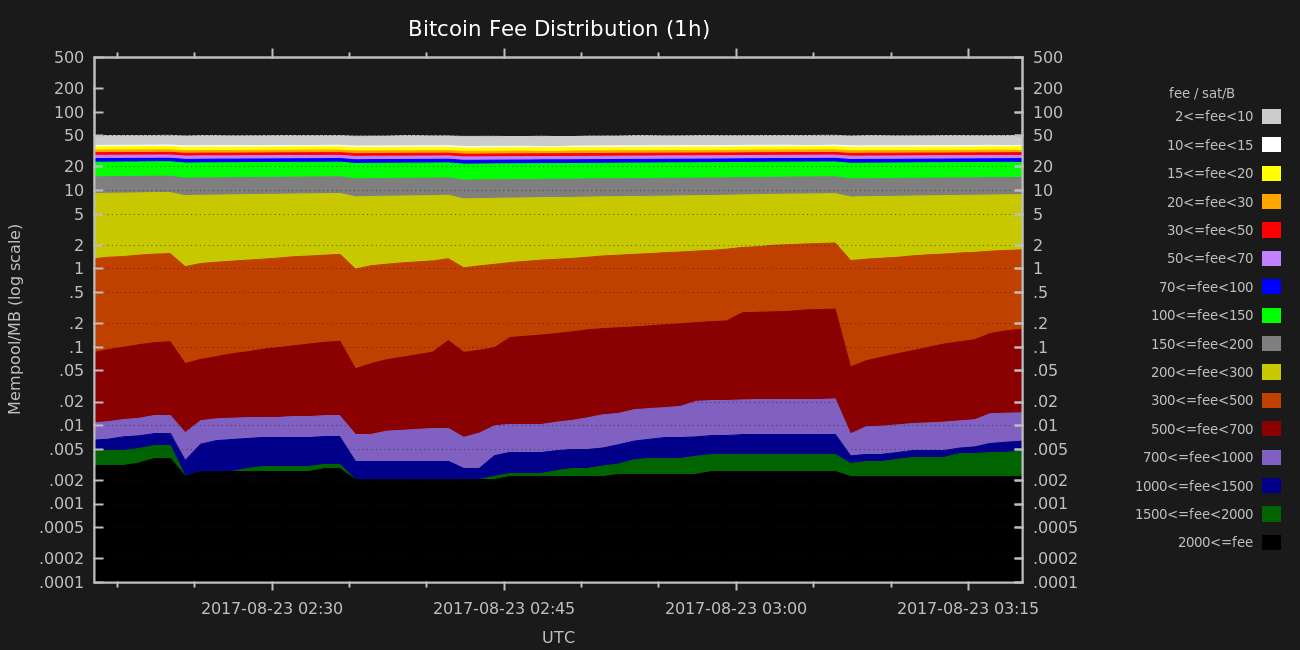 Bitcoin Fee Distribution (1h)
500
200
100
50
20
10
5
2
1
.5
.2
.1
.05
.02
.01
.005
.002
.001
.0005
.0002
.0001
Mempool/MB (log scale)
500
200
100
50
20
10
5
2
1
.5
.2
.1
.05
.02
.01
.005
.002
.001
.0005
.0002
.0001
2017-08-23 02:30
2017-08-23 02:45
2017-08-23 03:00
2017-08-23 03:15
UTC
fee / sat/B
2<=fee<10
10<=fee<15
15<=fee<20
20<=fee<30
30<=fee<50
50<=fee<70
70<=fee<100
100<=fee<150
150<=fee<200
200<=fee<300
300<=fee<500
500<=fee<700
700<=fee<1000
1000<=fee<1500
1500<=fee<2000
2000<=fee